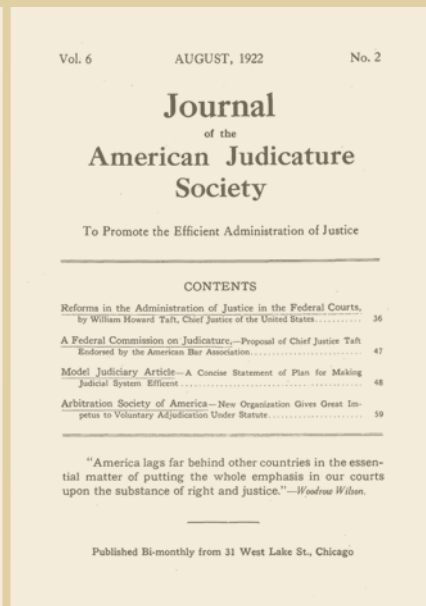 Vol. 6 AUGUST, 1922 No. 2
Journal
of the
American Judicature
Society
To Promote the Efficient Administration of Justice
CONTENTS
Reforms in the Administration of Justice in the Federal Courts,
by William Howard Taft, Chief Justice of the United States.......... 36
A Federal Commission on Judicature,—Proposal of Chief Justice Taft
Endorsed by the American Bar Association........................ 47
Model Judiciary Article—A Concise Statement of Plan for Making
Judicial System Efficent........................................ 48
Arbitration Society of America—New Organization Gives Great Im-
petus to Voluntary Adjudication Under Statute.................... 59
"America lags far behind other countries in the essen-
tial matter of putting the whole emphasis in our courts
upon the substance of right and justice."—Woodrow Wilson.
Published Bi-monthly from 31 West Lake St., Chicago